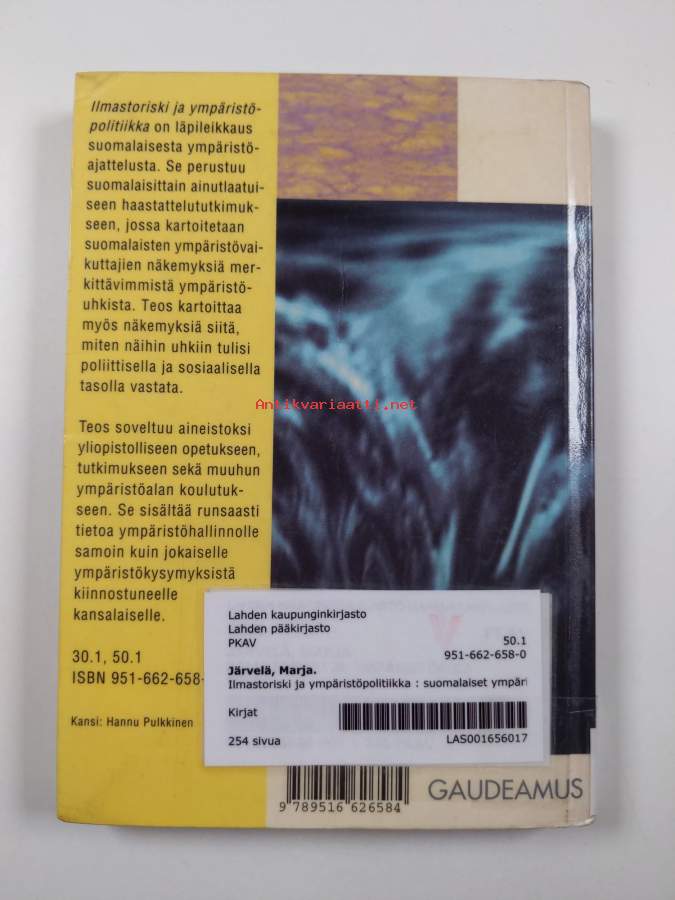 Ilmastoriski ja ympäristö-
politiikka on läpileikkaus
suomalaisesta ympäristö-
ajattelusta. Se perustuu
suomalaisittain ainutlaatui-
seen haastattelututkimuk-
seen, jossa kartoitetaan
suomalaisten ympäristövai-
kuttajien näkemyksiä mer-
kittävimmistä ympäristö-
uhkista. Teos kartoittaa
myös näkemyksiä siitä,
miten näihin uhkiin tulisi
poliittisella ja sosiaalisella
tasolla vastata.
Teos soveltuu aineistoksi
yliopistolliseen opetukseen,
tutkimukseen sekä muuhun
ympäristöalan koulutuk-
seen. Se sisältää runsaasti
tietoa ympäristöhallinnolle
samoin kuin jokaiselle
ympäristökysymyksistä
kiinnostuneelle
kansalaiselle.
30.1, 50.1
ISBN 951-662-658-
Kansi: Hannu Pulkkinen
Antikvariaatti.net
Lahden kaupunginkirjasto
Lahden pääkirjasto
PKAV 50.1
951-662-658-0
Järvelä, Marja.
Ilmastoriski ja ympäristöpolitiikka : suomalaiset ympäri
Kirjat
254 sivua LAS001656017
9 789516 626584
GAUDEAMUS